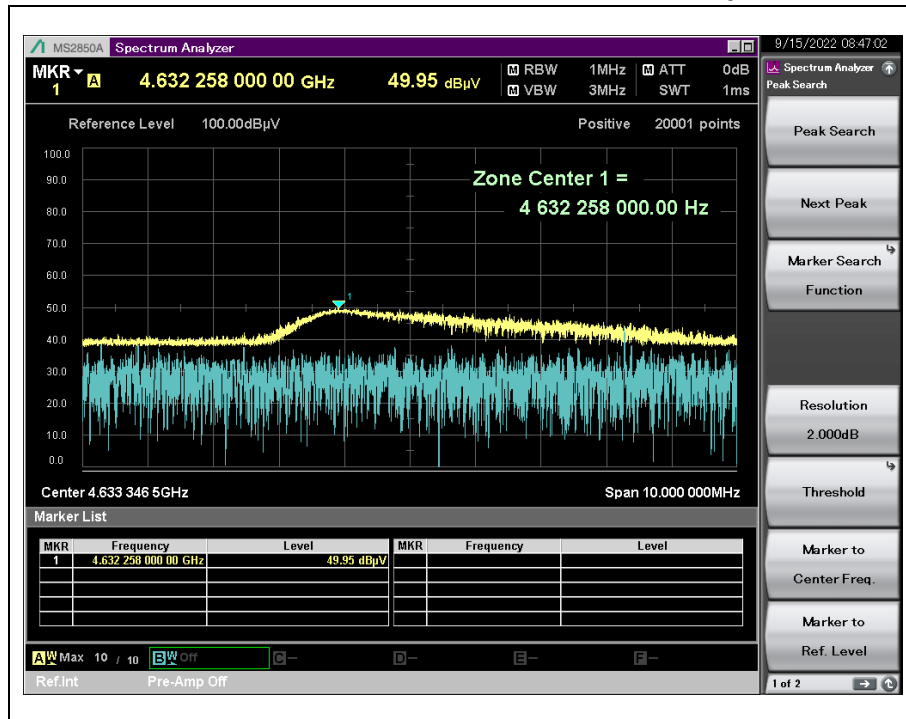 MS2850A Spectrum Analyzer
9/15/2022 08:47:02
MKR 1 A 4.632 258 000 00 GHz 49.95 dBµV
M RBW 1MHz M ATT 0dB
M VBW 3MHz SWT 1ms
Spectrum Analyzer
Peak Search
Reference Level 100.00dBµV Positive 20001 points
100.0
90.0
80.0
70.0
60.0
50.0
40.0
30.0
20.0
10.0
0.0
Zone Center 1 =
4 632 258 000.00 Hz
1
Center 4.633 346 5GHz Span 10.000 000MHz
Marker List
MKR Frequency Level MKR Frequency Level
1 4.632 258 000 00 GHz 49.95 dBµV
A W Max 10 / 10 B W Off C – D – E – F –
Ref.Int Pre-Amp Off
Peak Search
Next Peak
Marker Search
Function
Resolution
2.000dB
Threshold
Marker to
Center Freq.
Marker to
Ref. Level
1 of 2